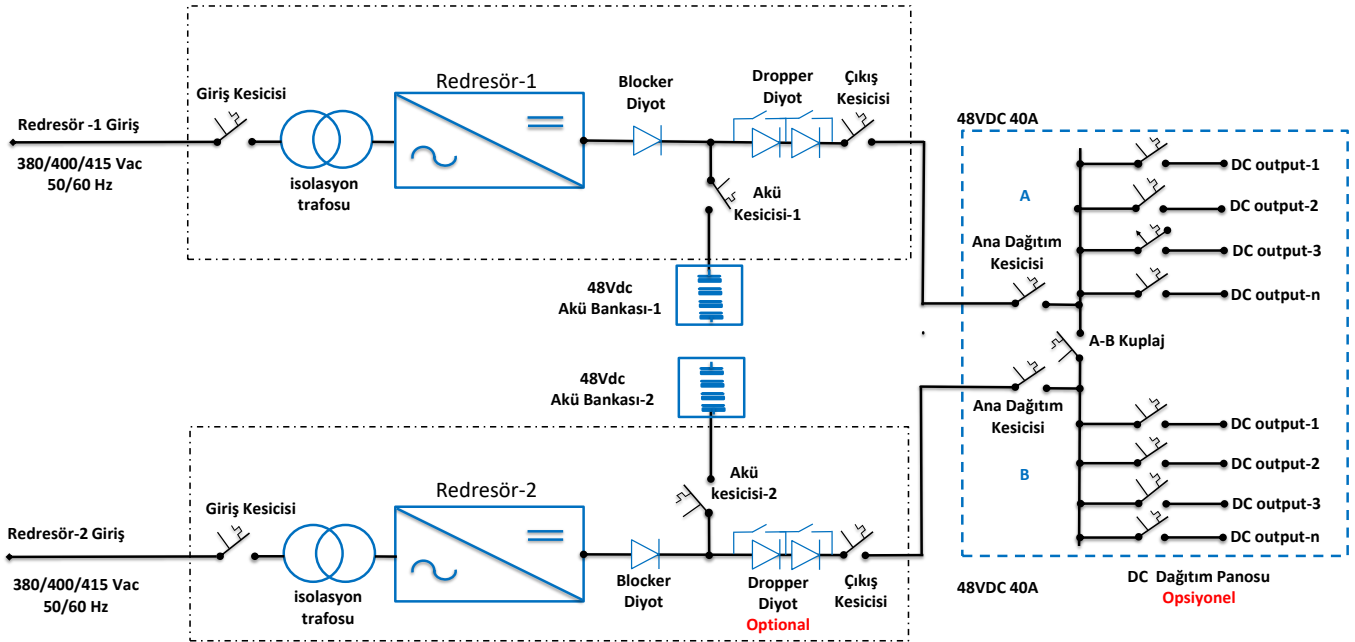 Redresör -1 Giriş
380/400/415 Vac
50/60 Hz
Giriş Kesicisi
isolasyon
trafosu
Redresör-1
Blocker
Diyot
Dropper
Diyot
Çıkış
Kesicisi
Akü
Kesicisi-1
48Vdc
Akü Bankası-1
48VDC 40A
A
DC output-1
DC output-2
DC output-3
DC output-n
Ana Dağıtım
Kesicisi
A-B Kuplaj
48Vdc
Akü Bankası-2
Ana Dağıtım
Kesicisi
B
DC output-1
DC output-2
DC output-3
DC output-n
48VDC 40A
DC Dağıtım Panosu
Opsiyonel
Redresör-2 Giriş
380/400/415 Vac
50/60 Hz
Giriş Kesicisi
isolasyon
trafosu
Redresör-2
Akü
kesicisi-2
Blocker
Diyot
Dropper
Diyot
Optional
Çıkış
Kesicisi